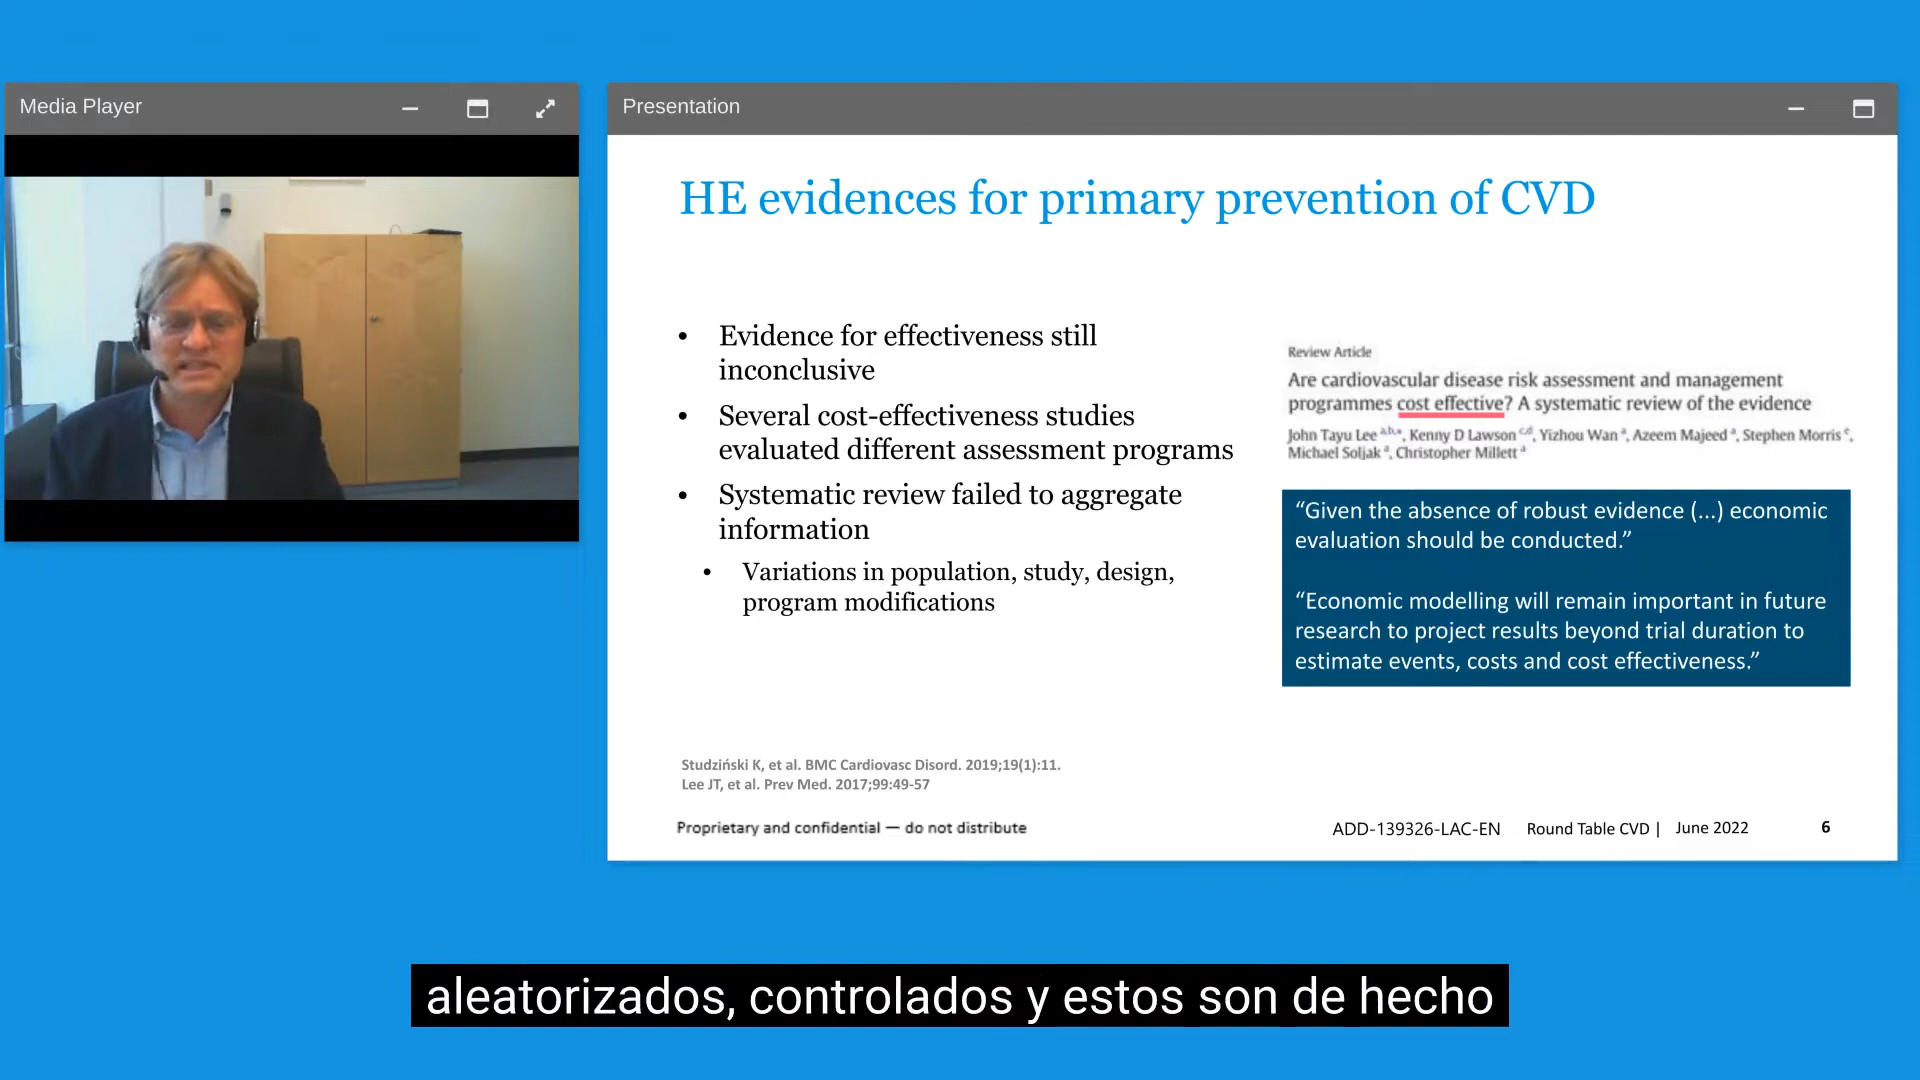 Media Player
Presentation
HE evidences for primary prevention of CVD
• Evidence for effectiveness still
inconclusive
• Several cost-effectiveness studies
evaluated different assessment programs
• Systematic review failed to aggregate
information
• Variations in population, study, design,
program modifications
Review Article
Are cardiovascular disease risk assessment and management
programmes cost effective? A systematic review of the evidence
John Tayu Lee a,b,*, Kenny D Lawson c,d, Yizhou Wan a, Azeem Majeed a, Stephen Morris e,
Michael Soljak a, Christopher Millett a
“Given the absence of robust evidence (...) economic
evaluation should be conducted.”
“Economic modelling will remain important in future
research to project results beyond trial duration to
estimate events, costs and cost effectiveness.”
Studziński K, et al. BMC Cardiovasc Disord. 2019;19(1):11.
Lee JT, et al. Prev Med. 2017;99:49-57
Proprietary and confidential — do not distribute
ADD-139326-LAC-EN Round Table CVD | June 2022 6
aleatorizados, controlados y estos son de hecho